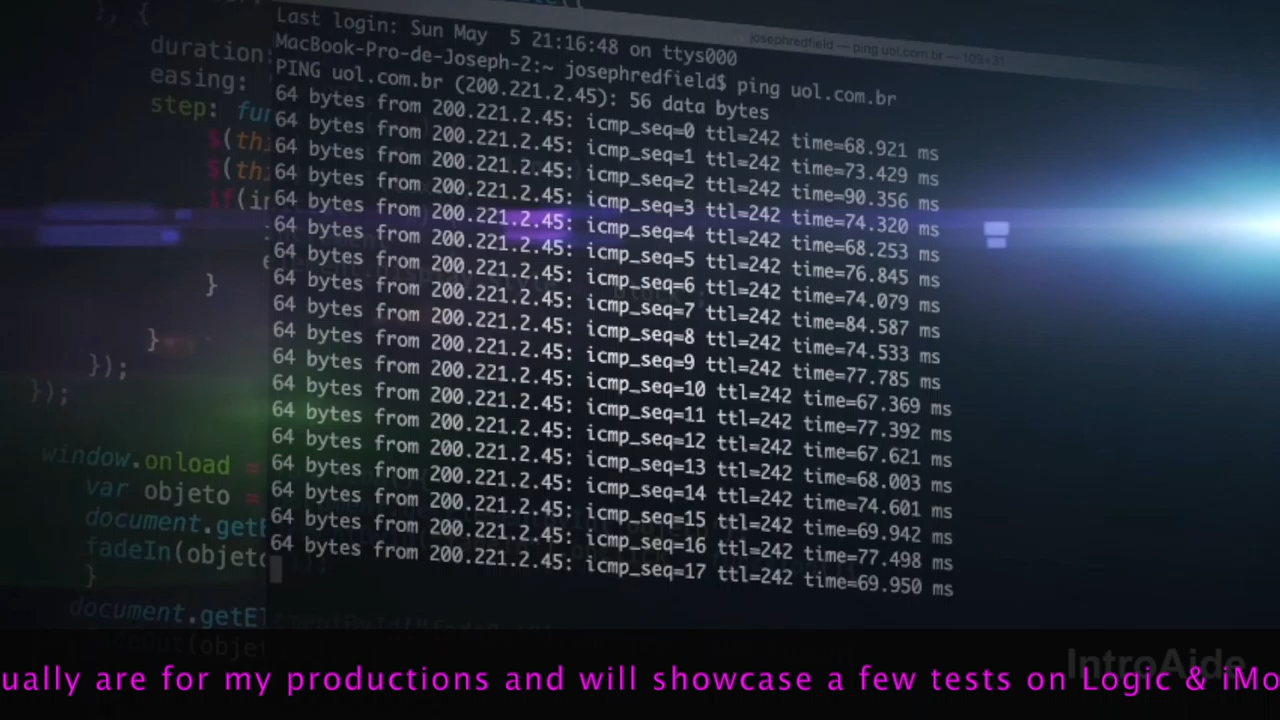 Last login: Sun May  5 21:16:48 on ttys000
josephredfield — ping uol.com.br — 109×31
MacBook-Pro-de-Joseph-2:~ josephredfield$ ping uol.com.br
PING uol.com.br (200.221.2.45): 56 data bytes
64 bytes from 200.221.2.45: icmp_seq=0 ttl=242 time=68.921 ms
64 bytes from 200.221.2.45: icmp_seq=1 ttl=242 time=73.429 ms
64 bytes from 200.221.2.45: icmp_seq=2 ttl=242 time=90.356 ms
64 bytes from 200.221.2.45: icmp_seq=3 ttl=242 time=74.320 ms
64 bytes from 200.221.2.45: icmp_seq=4 ttl=242 time=68.253 ms
64 bytes from 200.221.2.45: icmp_seq=5 ttl=242 time=76.845 ms
64 bytes from 200.221.2.45: icmp_seq=6 ttl=242 time=74.079 ms
64 bytes from 200.221.2.45: icmp_seq=7 ttl=242 time=84.587 ms
64 bytes from 200.221.2.45: icmp_seq=8 ttl=242 time=74.533 ms
64 bytes from 200.221.2.45: icmp_seq=9 ttl=242 time=77.785 ms
64 bytes from 200.221.2.45: icmp_seq=10 ttl=242 time=67.369 ms
64 bytes from 200.221.2.45: icmp_seq=11 ttl=242 time=77.392 ms
64 bytes from 200.221.2.45: icmp_seq=12 ttl=242 time=67.621 ms
64 bytes from 200.221.2.45: icmp_seq=13 ttl=242 time=68.003 ms
64 bytes from 200.221.2.45: icmp_seq=14 ttl=242 time=74.601 ms
64 bytes from 200.221.2.45: icmp_seq=15 ttl=242 time=69.942 ms
64 bytes from 200.221.2.45: icmp_seq=16 ttl=242 time=77.498 ms
64 bytes from 200.221.2.45: icmp_seq=17 ttl=242 time=69.950 ms
}, {
duration:
easing:
step: fun
$(thi
$(thi
if(in
}
}
});
});
window.onload =
var objeto =
document.getE
fadeIn(objeto
}
document.getElementById("fade
fadeOut(objet
IntroAide
ually are for my productions and will showcase a few tests on Logic & iMo